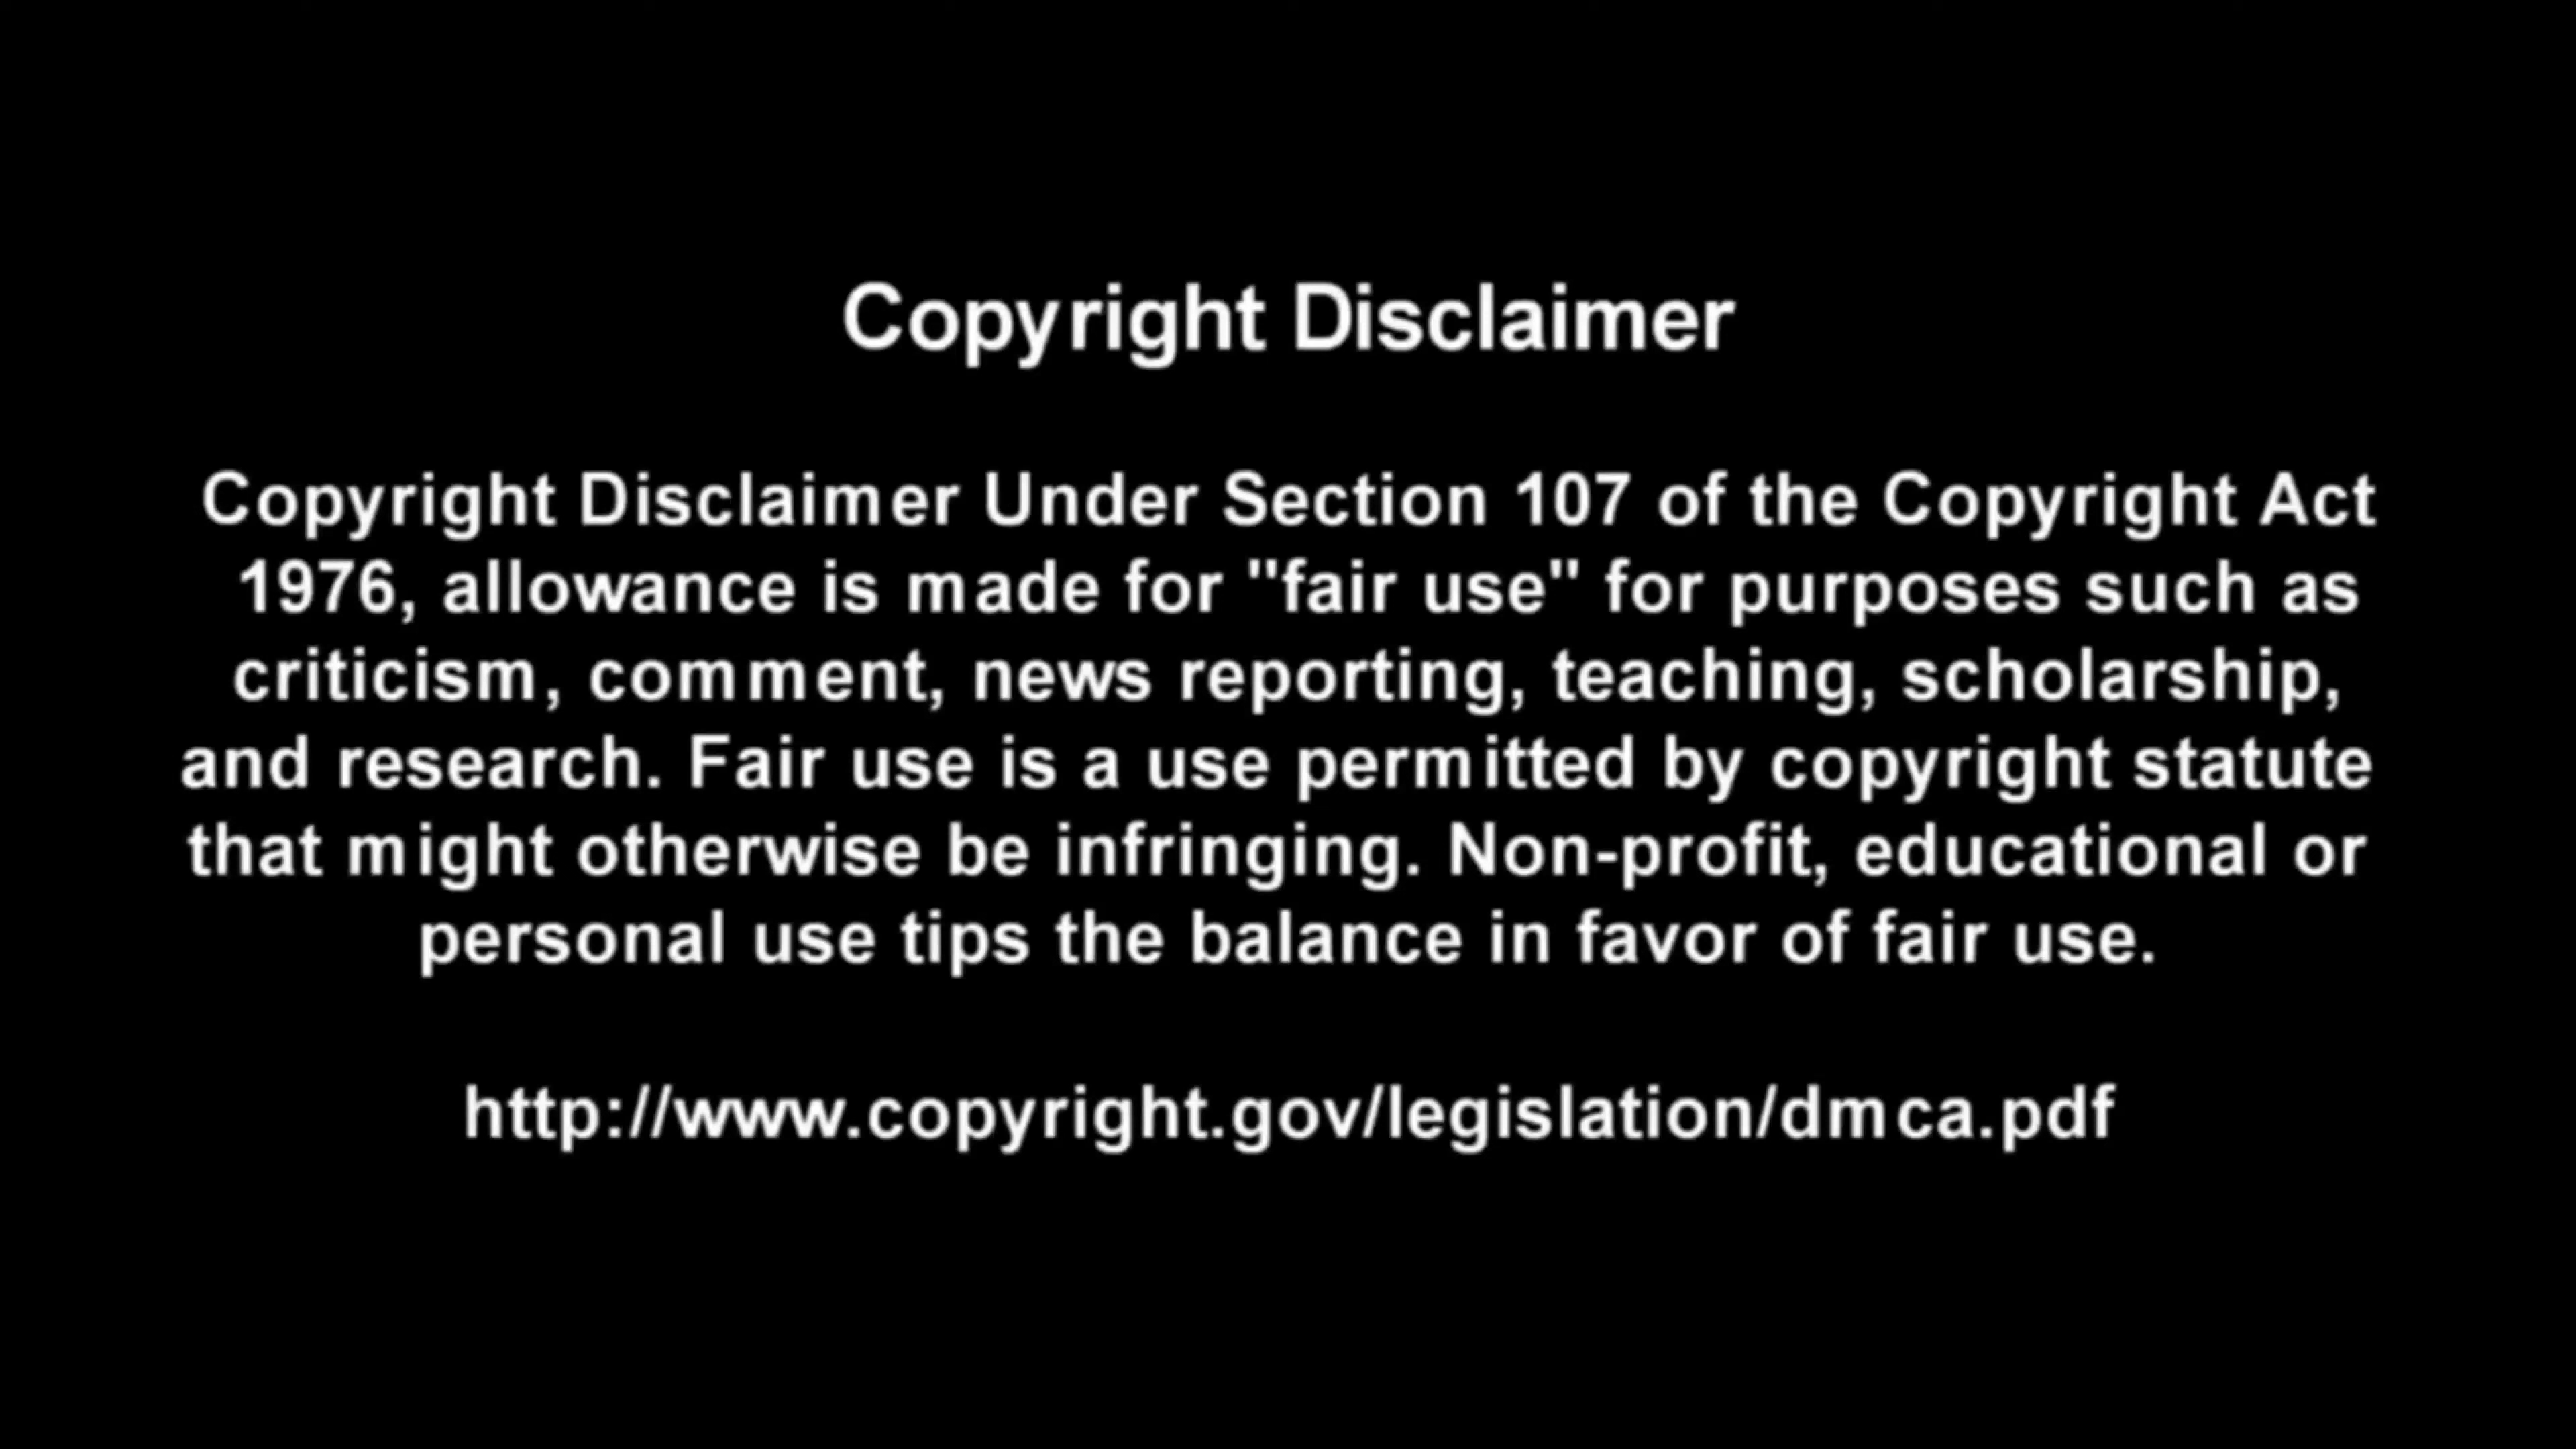 Copyright Disclaimer
Copyright Disclaimer Under Section 107 of the Copyright Act
1976, allowance is made for "fair use" for purposes such as
criticism, comment, news reporting, teaching, scholarship,
and research. Fair use is a use permitted by copyright statute
that might otherwise be infringing. Non-profit, educational or
personal use tips the balance in favor of fair use.
http://www.copyright.gov/legislation/dmca.pdf